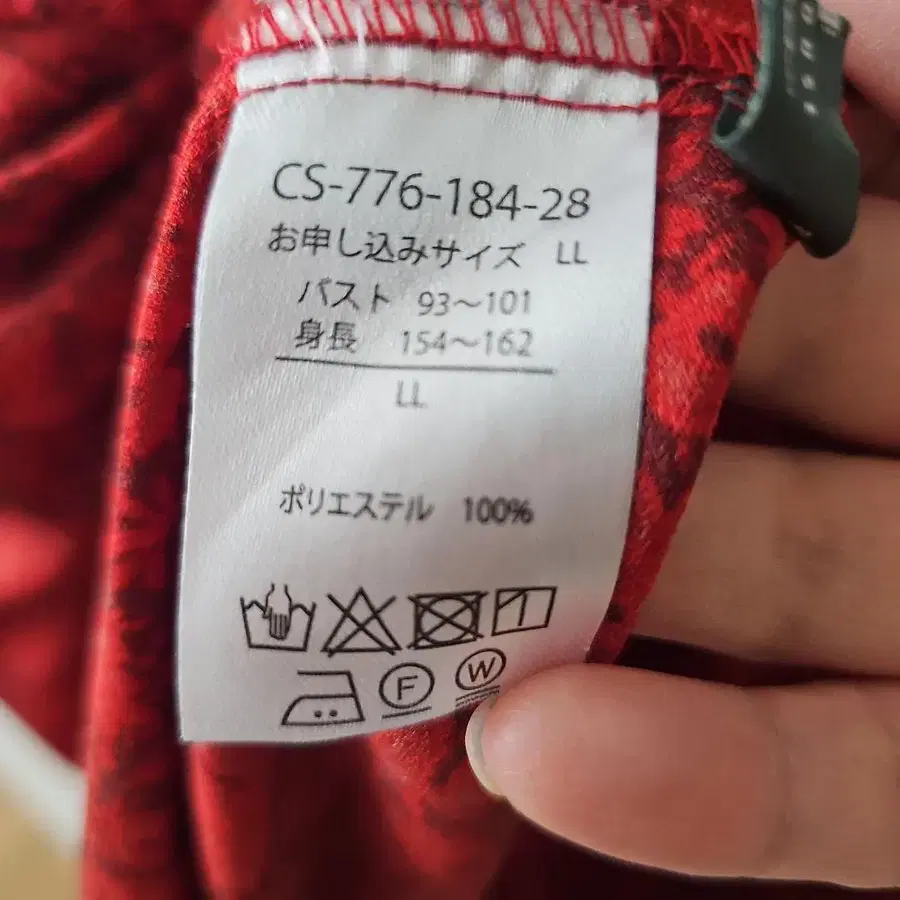 CS-776-184-28
お申し込みサイズ LL
バスト 93～101
身長 154～162
LL
ポリエステル 100%
F W